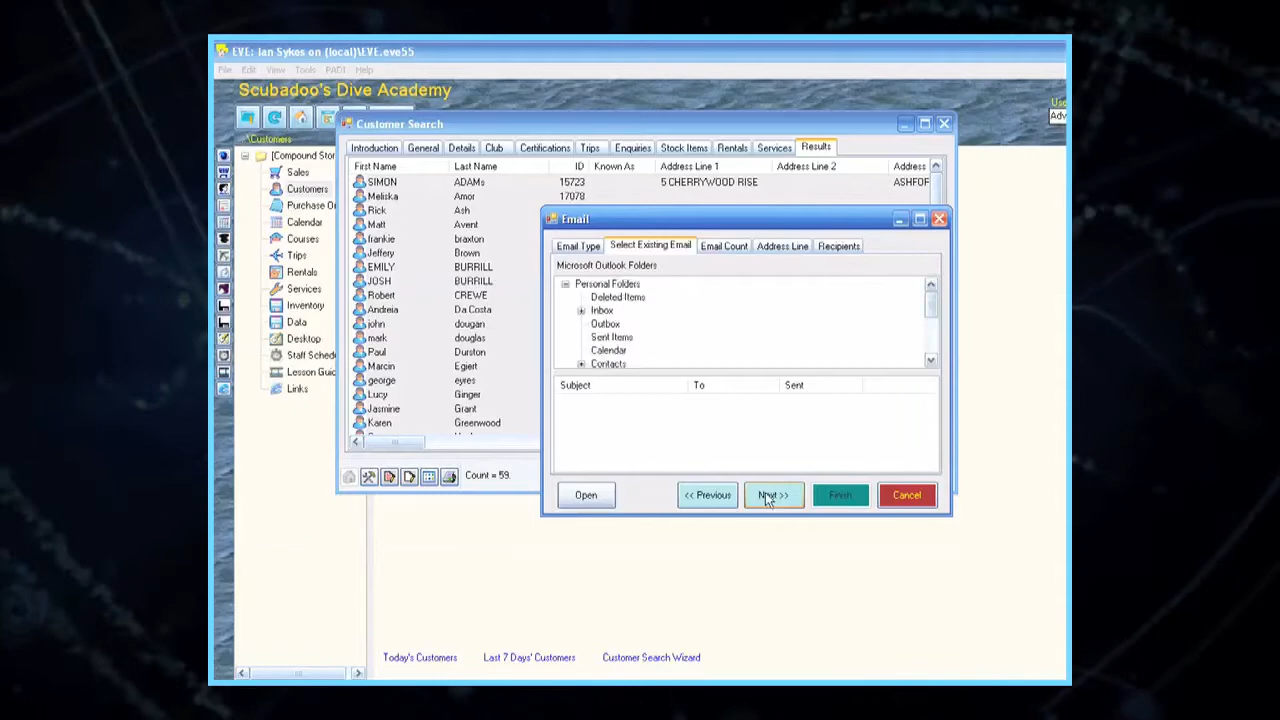 EVE: Ian Sykes on (local)\EVE.eve55
File Edit View Tools PADI Help
Scubadoo's Dive Academy
Customer Search
\Customers
Introduction General Details Club Certifications Trips Enquiries Stock Items Rentals Services Results
First Name Last Name ID Known As Address Line 1 Address Line 2 Address
SIMON ADAMs 15723 5 CHERRYWOOD RISE ASHFOR
Meliska Amor 17078
Rick Ash
Matt Avent
frankie braxton
Jeffery Brown
EMILY BURRILL
JOSH BURRILL
Robert CREWE
Andreia Da Costa
john dougan
mark douglas
Paul Durston
Marcin Egiert
george eyres
Lucy Ginger
Jasmine Grant
Karen Greenwood
Count = 59.
[Compound Stor
Sales
Customers
Purchase Or
Calendar
Courses
Trips
Rentals
Services
Inventory
Data
Desktop
Staff Schedu
Lesson Guid
Links
Email
Email Type Select Existing Email Email Count Address Line Recipients
Microsoft Outlook Folders
Personal Folders
Deleted Items
Inbox
Outbox
Sent Items
Calendar
Contacts
Subject To Sent
Open << Previous Next >> Finish Cancel
Today's Customers Last 7 Days' Customers Customer Search Wizard